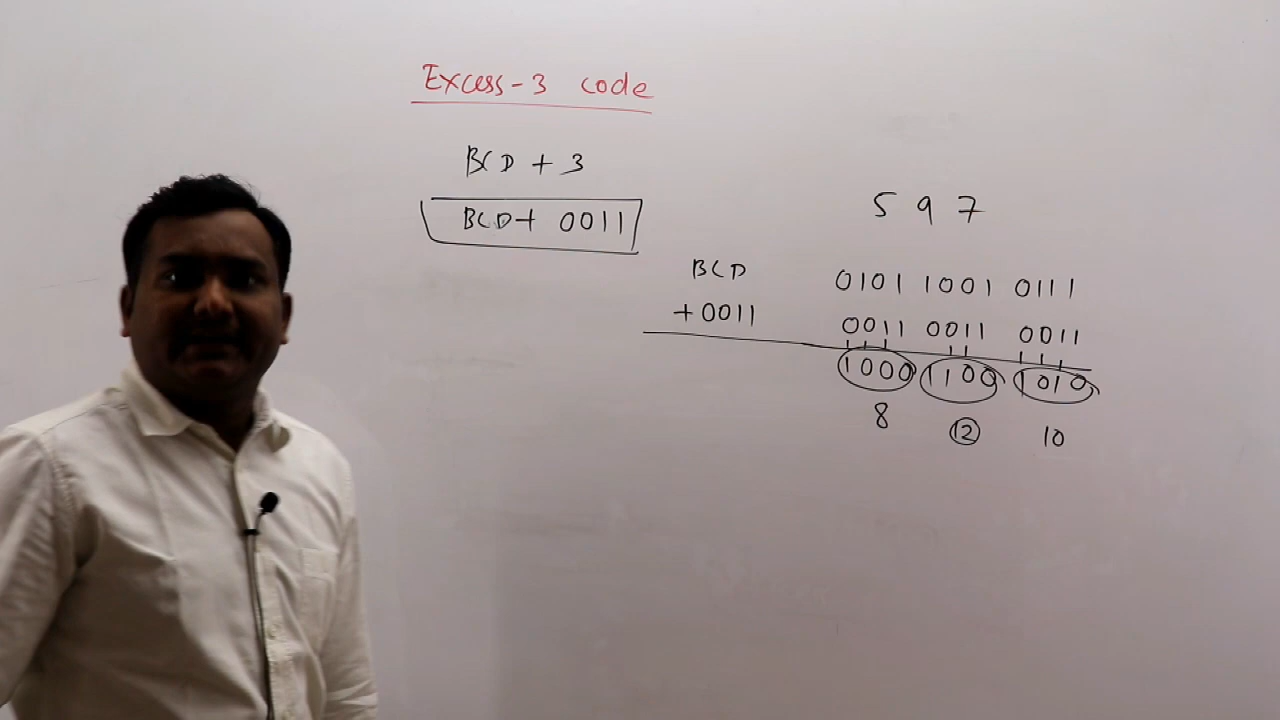 Excess-3 code
BCD + 3
BCD+ 0011
5 9 7
BCD 0101 1001 0111
+0011 0011 0011 0011
1000 1100 1010
8 12 10